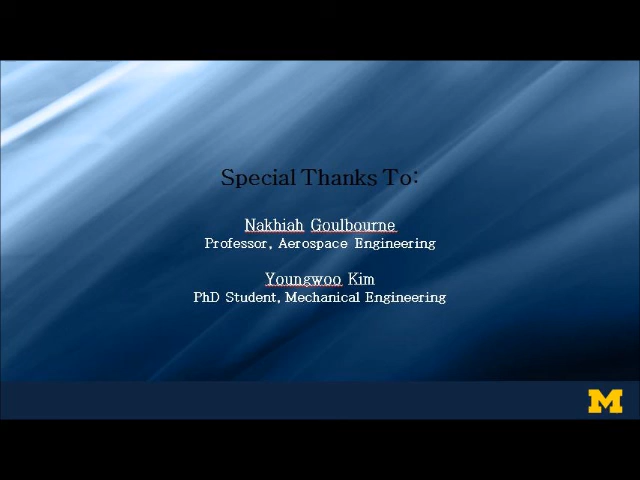 Special Thanks To:
Nakhiah Goulbourne
Professor, Aerospace Engineering
Youngwoo Kim
PhD Student, Mechanical Engineering
M